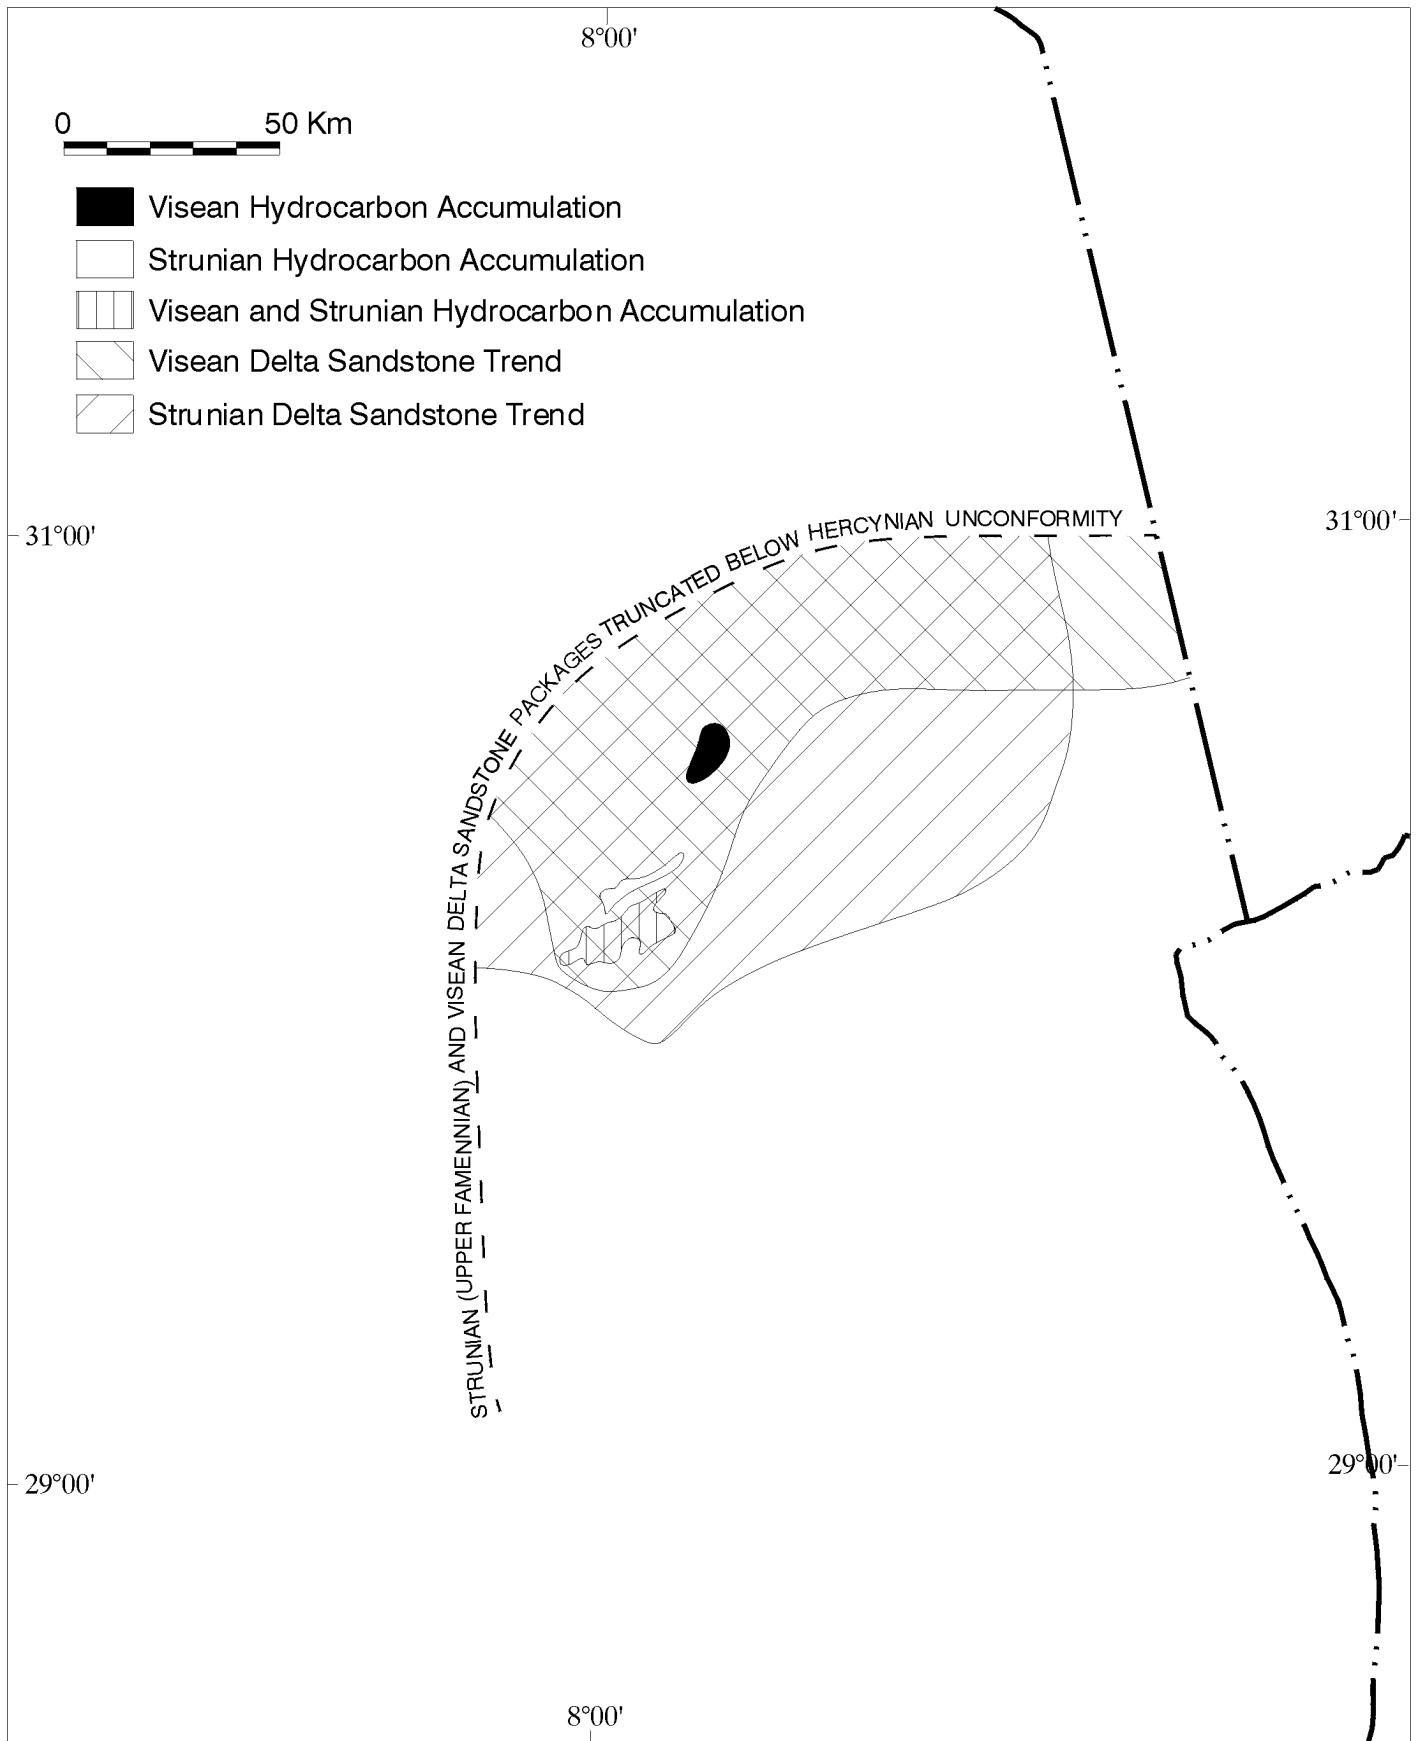 8°00'
0 50 Km
Visean Hydrocarbon Accumulation
Strunian Hydrocarbon Accumulation
Visean and Strunian Hydrocarbon Accumulation
Visean Delta Sandstone Trend
Strunian Delta Sandstone Trend
31°00' 31°00'
STRUNIAN (UPPER FAMENNIAN) AND VISEAN DELTA SANDSTONE PACKAGES TRUNCATED BELOW HERCYNIAN UNCONFORMITY
29°00' 29°00'
8°00'